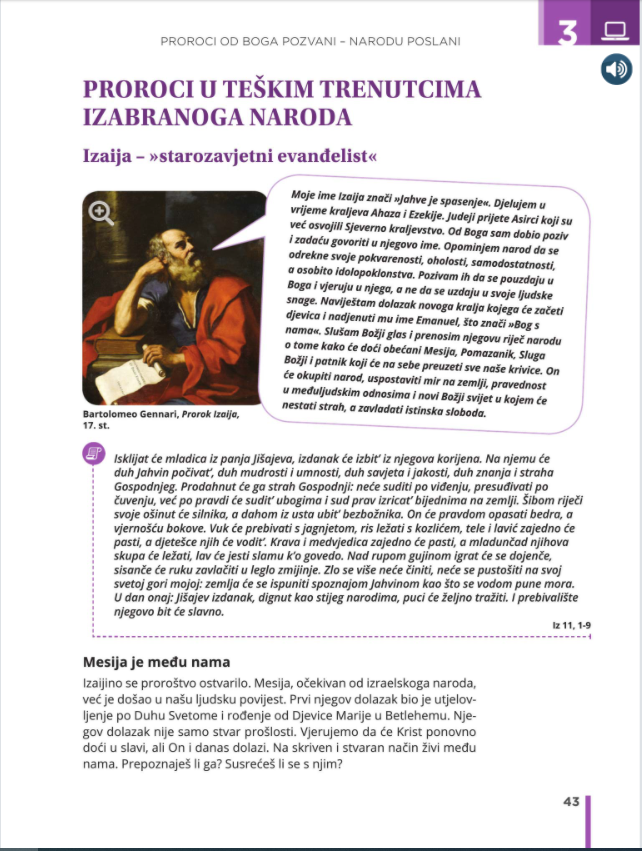 PROROCI OD BOGA POZVANI – NARODU POSLANI
3
PROROCI U TEŠKIM TRENUTCIMA
IZABRANOGA NARODA
Izaija – »starozavjetni evanđelist«
Moje ime Izaija znači »Jahve je spasenje«. Djelujem u
vrijeme kraljeva Ahaza i Ezekije. Judeji prijete Asirci koji su
već osvojili Sjeverno kraljevstvo. Od Boga sam dobio poziv
i zadaću govoriti u njegovo ime. Opominjem narod da se
odrekne svoje pokvarenosti, oholosti, samodostatnosti,
a osobito idolopoklonstva. Pozivam ih da se pouzdaju u
Boga i vjeruju u njega, a ne da se uzdaju u svoje ljudske
snage. Naviještam dolazak novoga kralja kojega će začeti
djevica i nadjenuti mu ime Emanuel, što znači »Bog s
nama«. Slušam Božji glas i prenosim njegovu riječ narodu
o tome kako će doći obećani Mesija, Pomazanik, Sluga
Božji i patnik koji će na sebe preuzeti sve naše krivice. On
će okupiti narod, uspostaviti mir na zemlji, pravednost
u međuljudskim odnosima i novi Božji svijet u kojem će
nestati strah, a zavladati istinska sloboda.
Bartolomeo Gennari, Prorok Izaija,
17. st.
Isklijat će mladica iz panja Jišajeva, izdanak će izbit’ iz njegova korijena. Na njemu će
duh Jahvin počivat’, duh mudrosti i umnosti, duh savjeta i jakosti, duh znanja i straha
Gospodnjeg. Prodahnut će ga strah Gospodnji: neće suditi po viđenju, presuđivati po
čuvenju, već po pravdi će sudit’ ubogima i sud prav izricat’ bijednima na zemlji. Šibom riječi
svoje ošinut će silnika, a dahom iz usta ubit’ bezbožnika. On će pravdom opasati bedra, a
vjernošću bokove. Vuk će prebivati s jagnjetom, ris ležati s kozlićem, tele i lavić zajedno će
pasti, a djetešce njih će vodit’. Krava i medvjedica zajedno će pasti, a mladunčad njihova
skupa će ležati, lav će jesti slamu k’o govedo. Nad rupom gujinom igrat će se dojenče,
sisanče će ruku zavlačiti u leglo zmijinje. Zlo se više neće činiti, neće se pustošiti na svoj
svetoj gori mojoj: zemlja će se ispuniti spoznajom Jahvinom kao što se vodom pune mora.
U dan onaj: Jišajev izdanak, dignut kao stijeg narodima, puci će željno tražiti. I prebivalište
njegovo bit će slavno.
Iz 11, 1-9
Mesija je među nama
Izaijino se proroštvo ostvarilo. Mesija, očekivan od izraelskoga naroda,
već je došao u našu ljudsku povijest. Prvi njegov dolazak bio je utjelov-
ljenje po Duhu Svetome i rođenje od Djevice Marije u Betlehemu. Nje-
gov dolazak nije samo stvar prošlosti. Vjerujemo da će Krist ponovno
doći u slavi, ali On i danas dolazi. Na skriven i stvaran način živi među
nama. Prepoznaješ li ga? Susrećeš li se s njim?
43